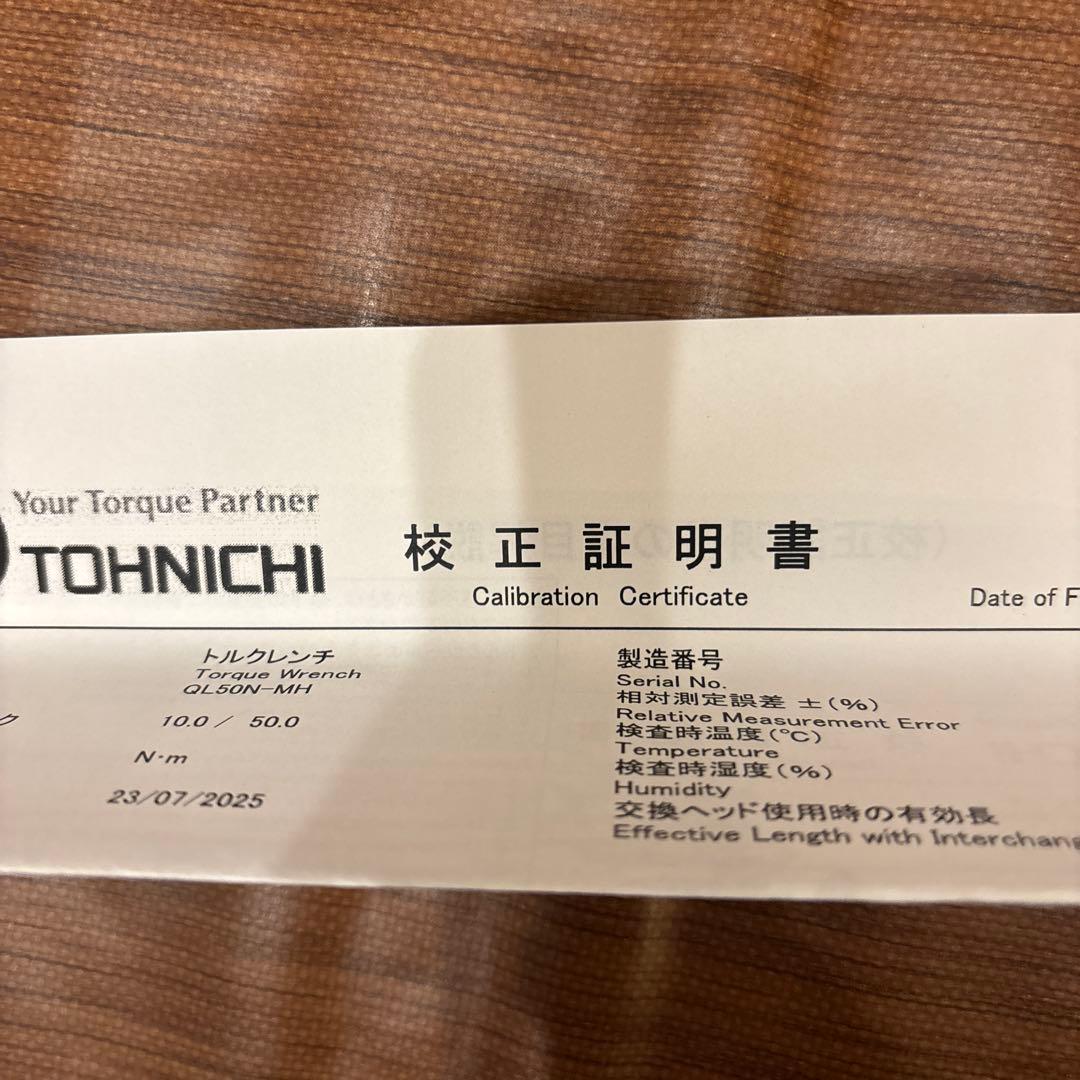 Your Torque Partner
TOHNICHI
校正証明書
Calibration Certificate
Date of F
トルクレンチ
Torque Wrench
QL50N-MH
ク
10.0 / 50.0
N·m
23/07/2025
製造番号
Serial No.
相対測定誤差 ±(%)
Relative Measurement Error
検査時温度(℃)
Temperature
検査時湿度(%)
Humidity
交換ヘッド使用時の有効長
Effective Length with Interchang